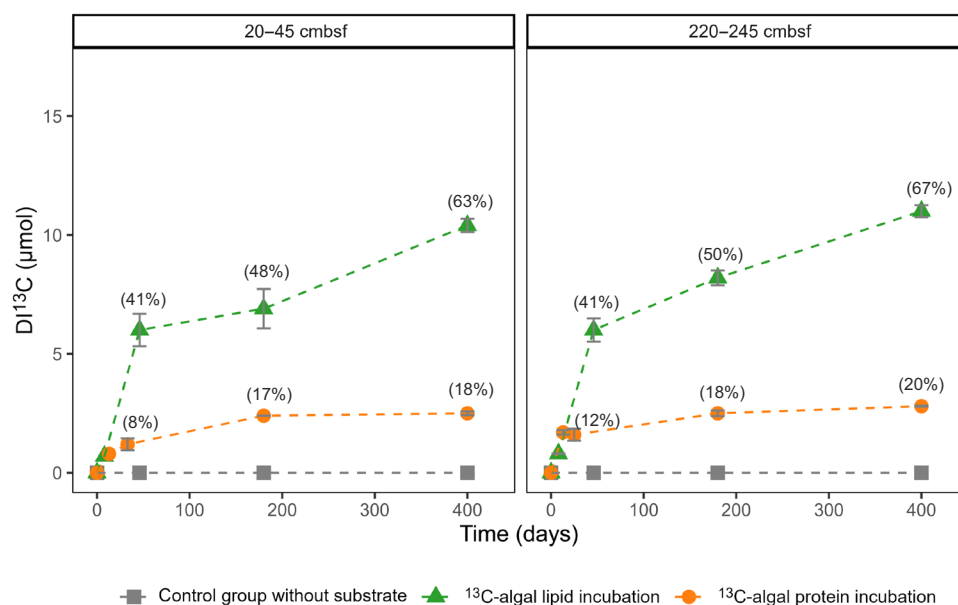 20–45 cmbsf
220–245 cmbsf
DI¹³C (μmol)
15
10
5
0
(41%)
(48%)
(63%)
(8%)
(17%)
(18%)
(41%)
(50%)
(67%)
(12%)
(18%)
(20%)
0 100 200 300 400
0 100 200 300 400
Time (days)
Control group without substrate
¹³C-algal lipid incubation
¹³C-algal protein incubation